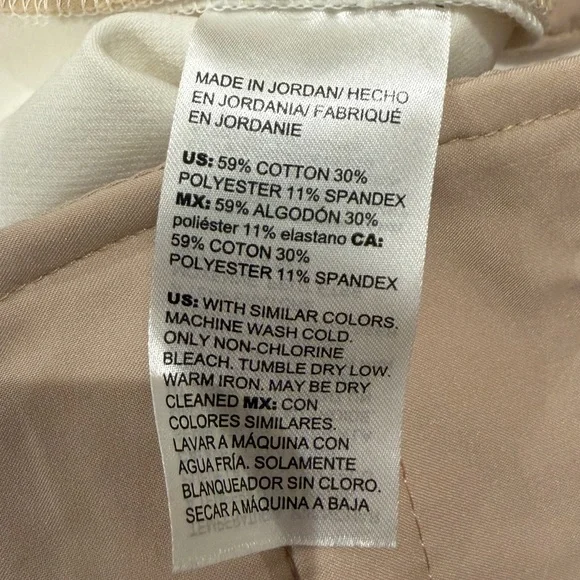 MADE IN JORDAN/ HECHO
EN JORDANIA/ FABRIQUÉ
EN JORDANIE
US: 59% COTTON 30%
POLYESTER 11% SPANDEX
MX: 59% ALGODÓN 30%
poliéster 11% elastano CA:
59% COTON 30%
POLYESTER 11% SPANDEX
US: WITH SIMILAR COLORS.
MACHINE WASH COLD.
ONLY NON-CHLORINE
BLEACH. TUMBLE DRY LOW.
WARM IRON. MAY BE DRY
CLEANED MX: CON
COLORES SIMILARES.
LAVAR A MÁQUINA CON
AGUA FRÍA. SOLAMENTE
BLANQUEADOR SIN CLORO.
SECAR A MÁQUINA A BAJA